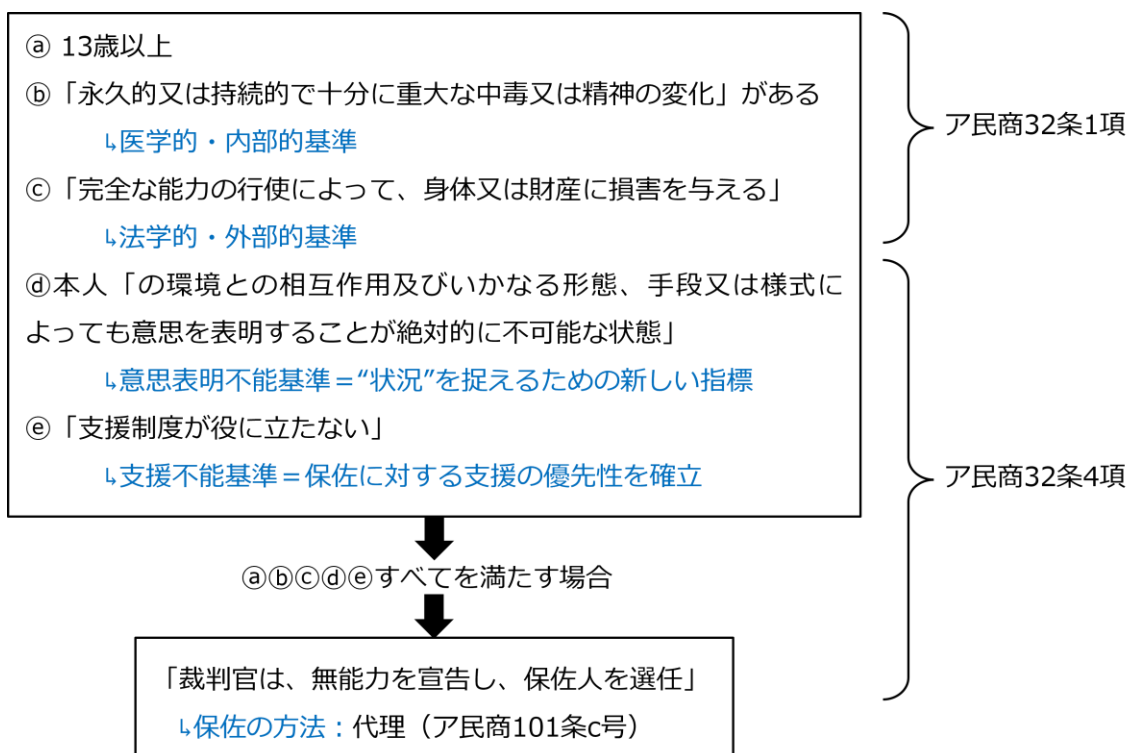 ⓐ 13歳以上
ⓑ「永久的又は持続的で十分に重大な中毒又は精神の変化」がある
↳医学的・内部的基準
ⓒ「完全な能力の行使によって、身体又は財産に損害を与える」
↳法学的・外部的基準
ア民商32条1項
ⓓ本人「の環境との相互作用及びいかなる形態、手段又は様式に
よっても意思を表明することが絶対的に不可能な状態」
↳意思表明不能基準＝“状況”を捉えるための新しい指標
ⓔ「支援制度が役に立たない」
↳支援不能基準＝保佐に対する支援の優先性を確立
ア民商32条4項
ⓐⓑⓒⓓⓔすべてを満たす場合
「裁判官は、無能力を宣告し、保佐人を選任」
↳保佐の方法：代理（ア民商101条c号）